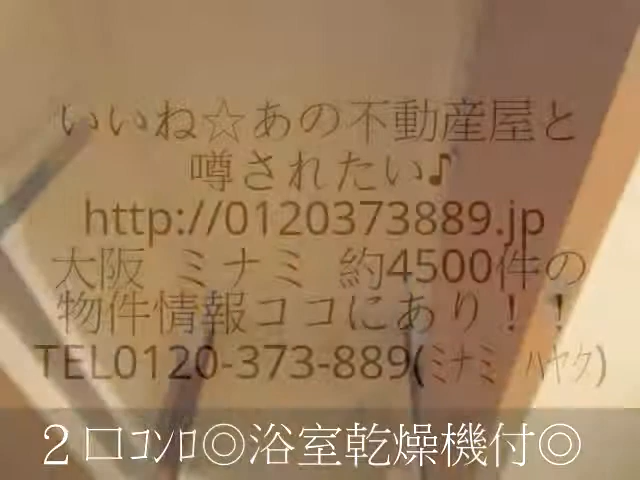 いいね☆あの不動産屋と
噂されたい♪
http://0120373889.jp
大阪 ミナミ 約4500件の
物件情報ココにあり！！
TEL0120-373-889(ﾐﾅﾐ ﾊﾔｸ)
２口ｺﾝﾛ◎浴室乾燥機付◎